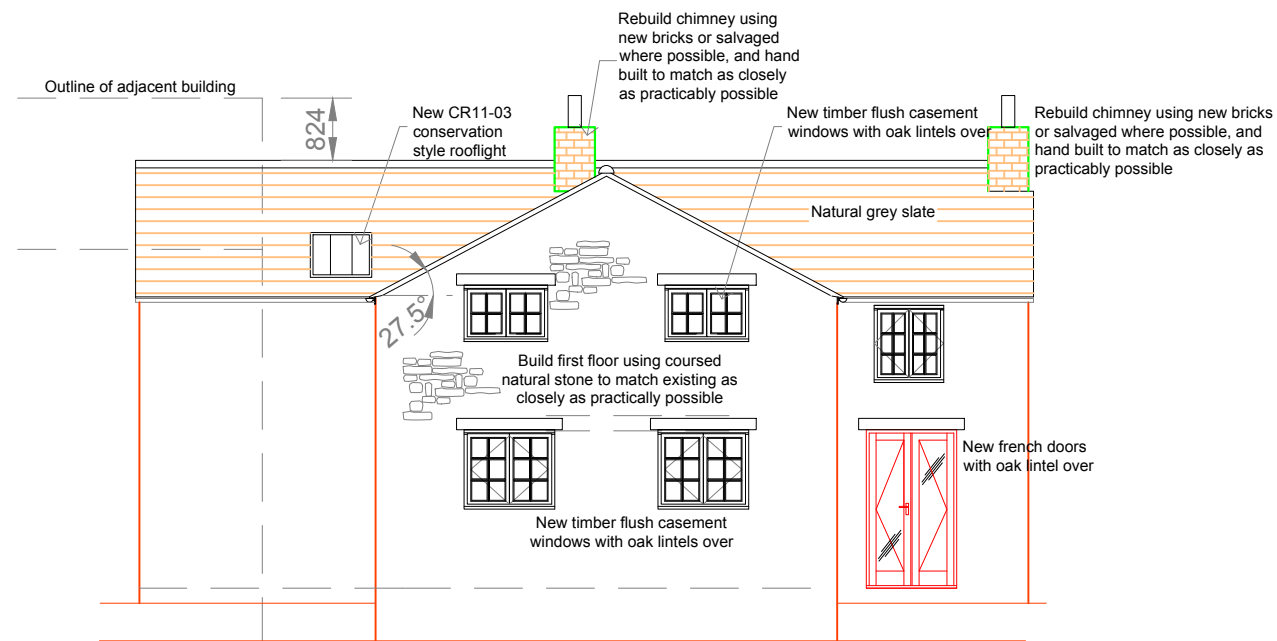 Rebuild chimney using
new bricks or salvaged
where possible, and hand
built to match as closely
as practicably possible
Outline of adjacent building
824
New CR11-03
conservation
style rooflight
New timber flush casement
windows with oak lintels over
Rebuild chimney using new bricks
or salvaged where possible, and
hand built to match as closely as
practicably possible
Natural grey slate
27.5°
Build first floor using coursed
natural stone to match existing as
closely as practically possible
New french doors
with oak lintel over
New timber flush casement
windows with oak lintels over